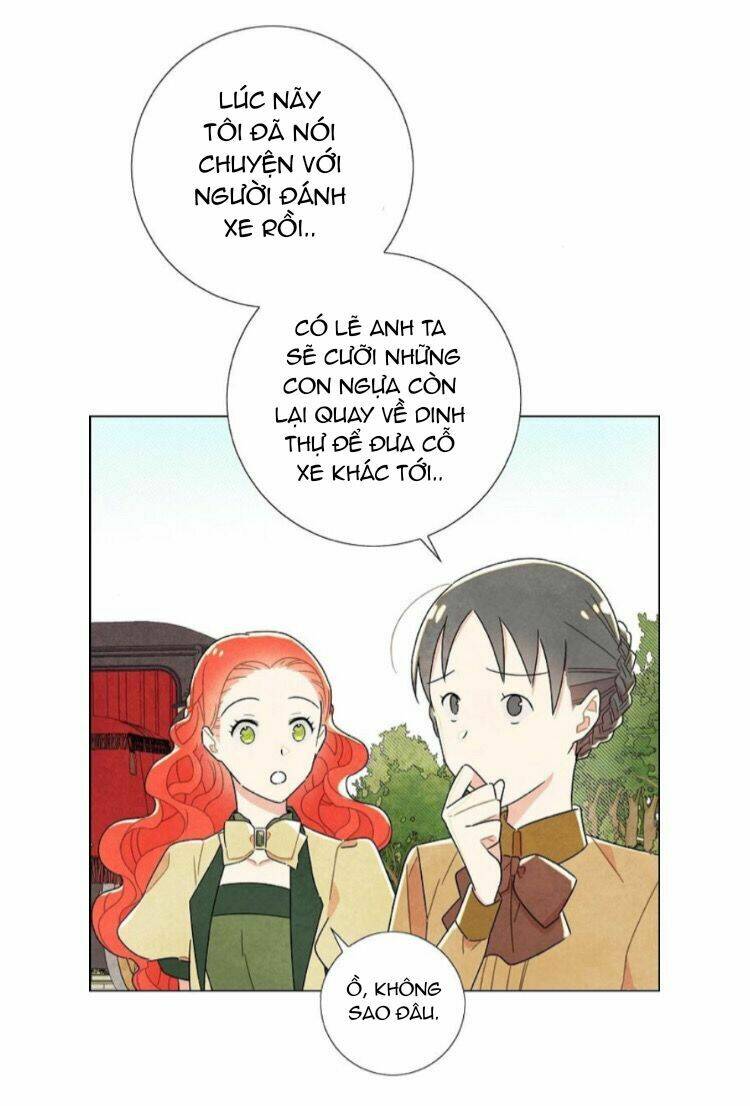 LÚC NÃY
TÔI ĐÃ NÓI
CHUYỆN VỚI
NGƯỜI ĐÁNH
XE RỒI..
CÓ LẼ ANH TA
SẼ CƯỠI NHỮNG
CON NGỰA CÒN
LẠI QUAY VỀ DINH
THỰ ĐỂ ĐƯA CỖ
XE KHÁC TỚI..
Ồ, KHÔNG
SAO ĐÂU.